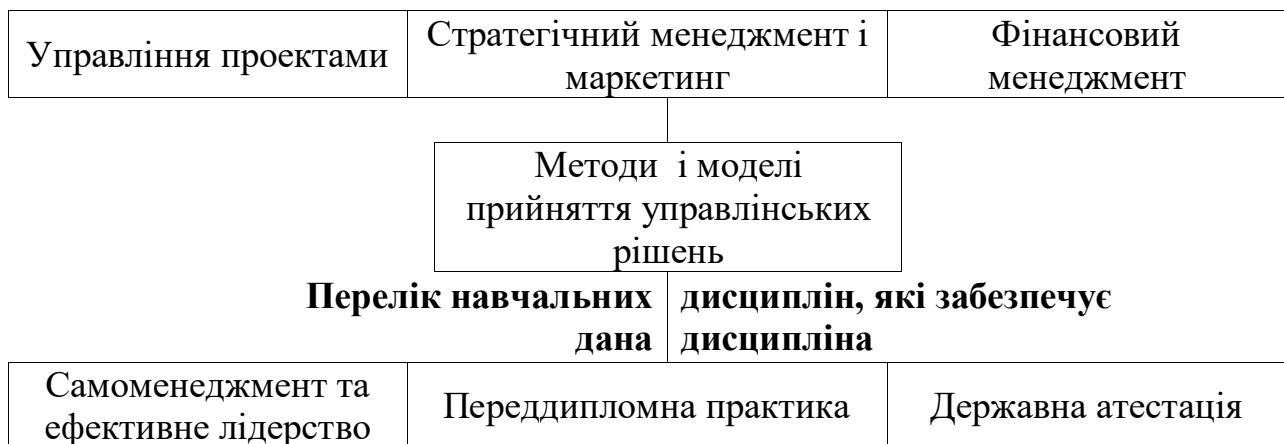 Управління проектами
Стратегічний менеджмент і
маркетинг
Фінансовий
менеджмент
Методи і моделі
прийняття управлінських
рішень
Перелік навчальних дисциплін, які забезпечує
дана дисципліна
Самоменеджмент та
ефективне лідерство
Переддипломна практика
Державна атестація